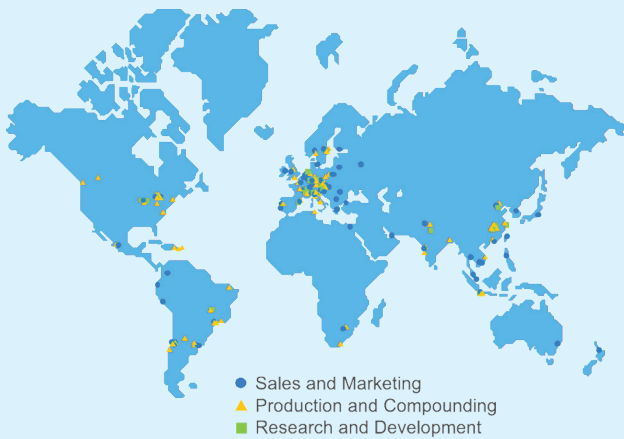 Sales and Marketing
Production and Compounding
Research and Development